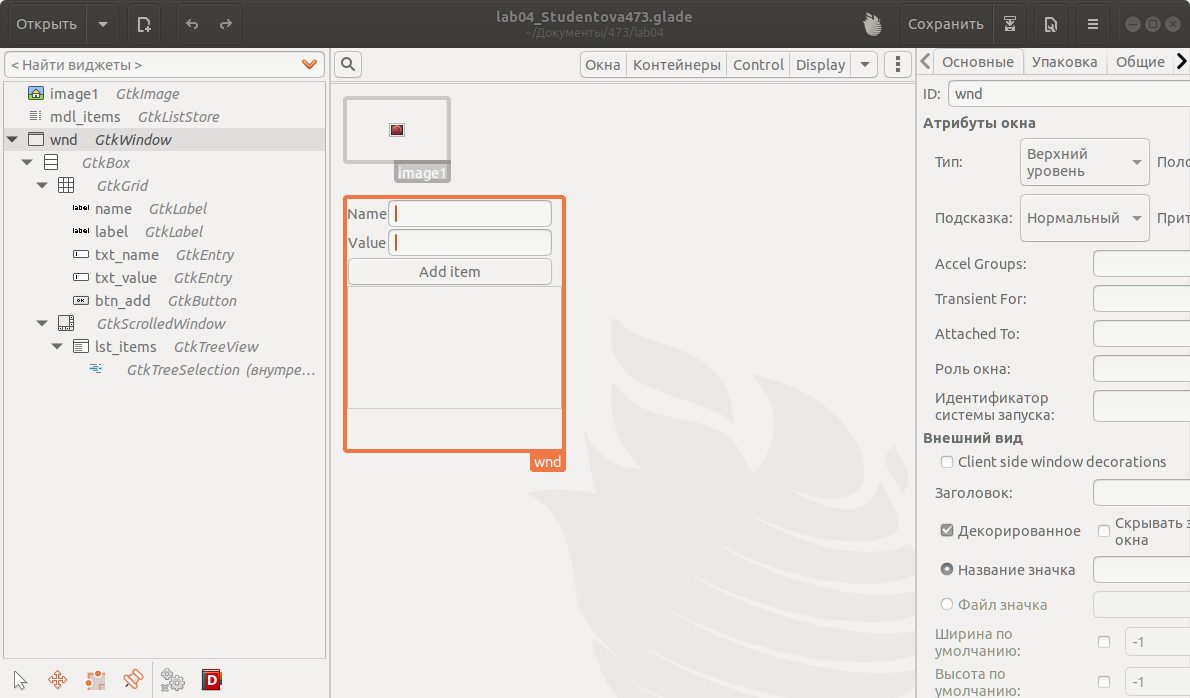 Открыть
lab04_Studentova473.glade
~/Документы/473/lab04
Сохранить
< Найти виджеты >
image1 GtkImage
mdl_items GtkListStore
wnd GtkWindow
GtkBox
GtkGrid
label name GtkLabel
label label GtkLabel
txt_name GtkEntry
txt_value GtkEntry
OK btn_add GtkButton
GtkScrolledWindow
lst_items GtkTreeView
GtkTreeSelection (внутре…
D
Окна Контейнеры Control Display
image1
Name
Value
Add item
wnd
Основные Упаковка Общие
ID: wnd
Атрибуты окна
Тип: Верхний уровень Поло
Подсказка: Нормальный Прит
Accel Groups:
Transient For:
Attached To:
Роль окна:
Идентификатор
системы запуска:
Внешний вид
Client side window decorations
Заголовок:
Декорированное Скрывать з
окна
Название значка
Файл значка
Ширина по
умолчанию: -1
Высота по
умолчанию: -1